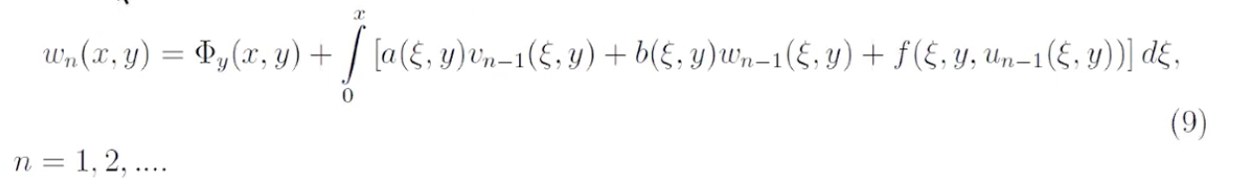 w_n(x, y) = Φ_y(x, y) + ∫_0^x [a(ξ, y)v_{n−1}(ξ, y) + b(ξ, y)w_{n−1}(ξ, y) + f(ξ, y, u_{n−1}(ξ, y))] dξ,
(9)
n = 1, 2, ....